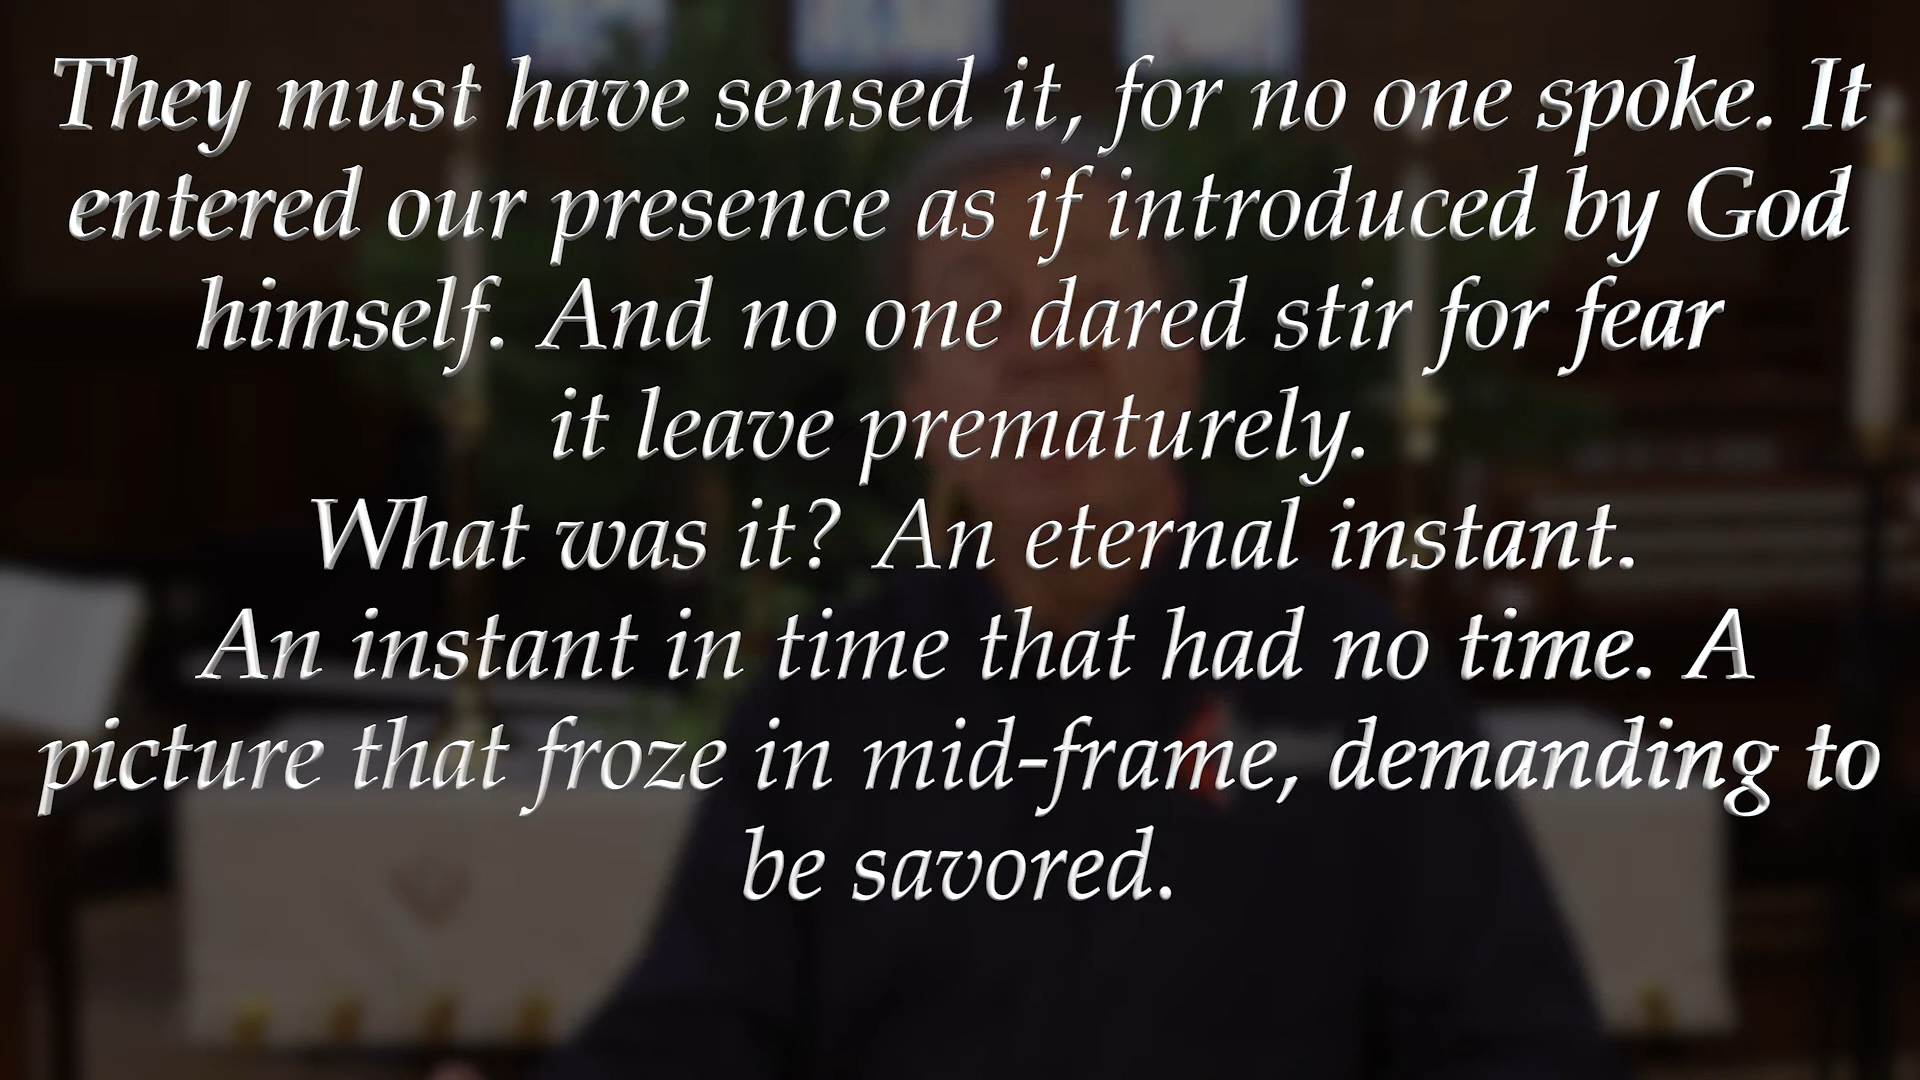 They must have sensed it, for no one spoke. It
entered our presence as if introduced by God
himself. And no one dared stir for fear
it leave prematurely.
What was it? An eternal instant.
An instant in time that had no time. A
picture that froze in mid-frame, demanding to
be savored.